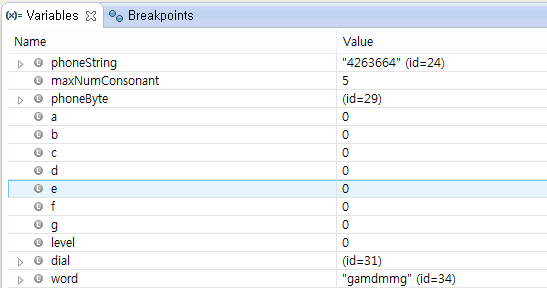 (x)= Variables Breakpoints
Name Value
phoneString "4263664" (id=24)
maxNumConsonant 5
phoneByte (id=29)
a 0
b 0
c 0
d 0
e 0
f 0
g 0
level 0
dial (id=31)
word "gamdmmg" (id=34)